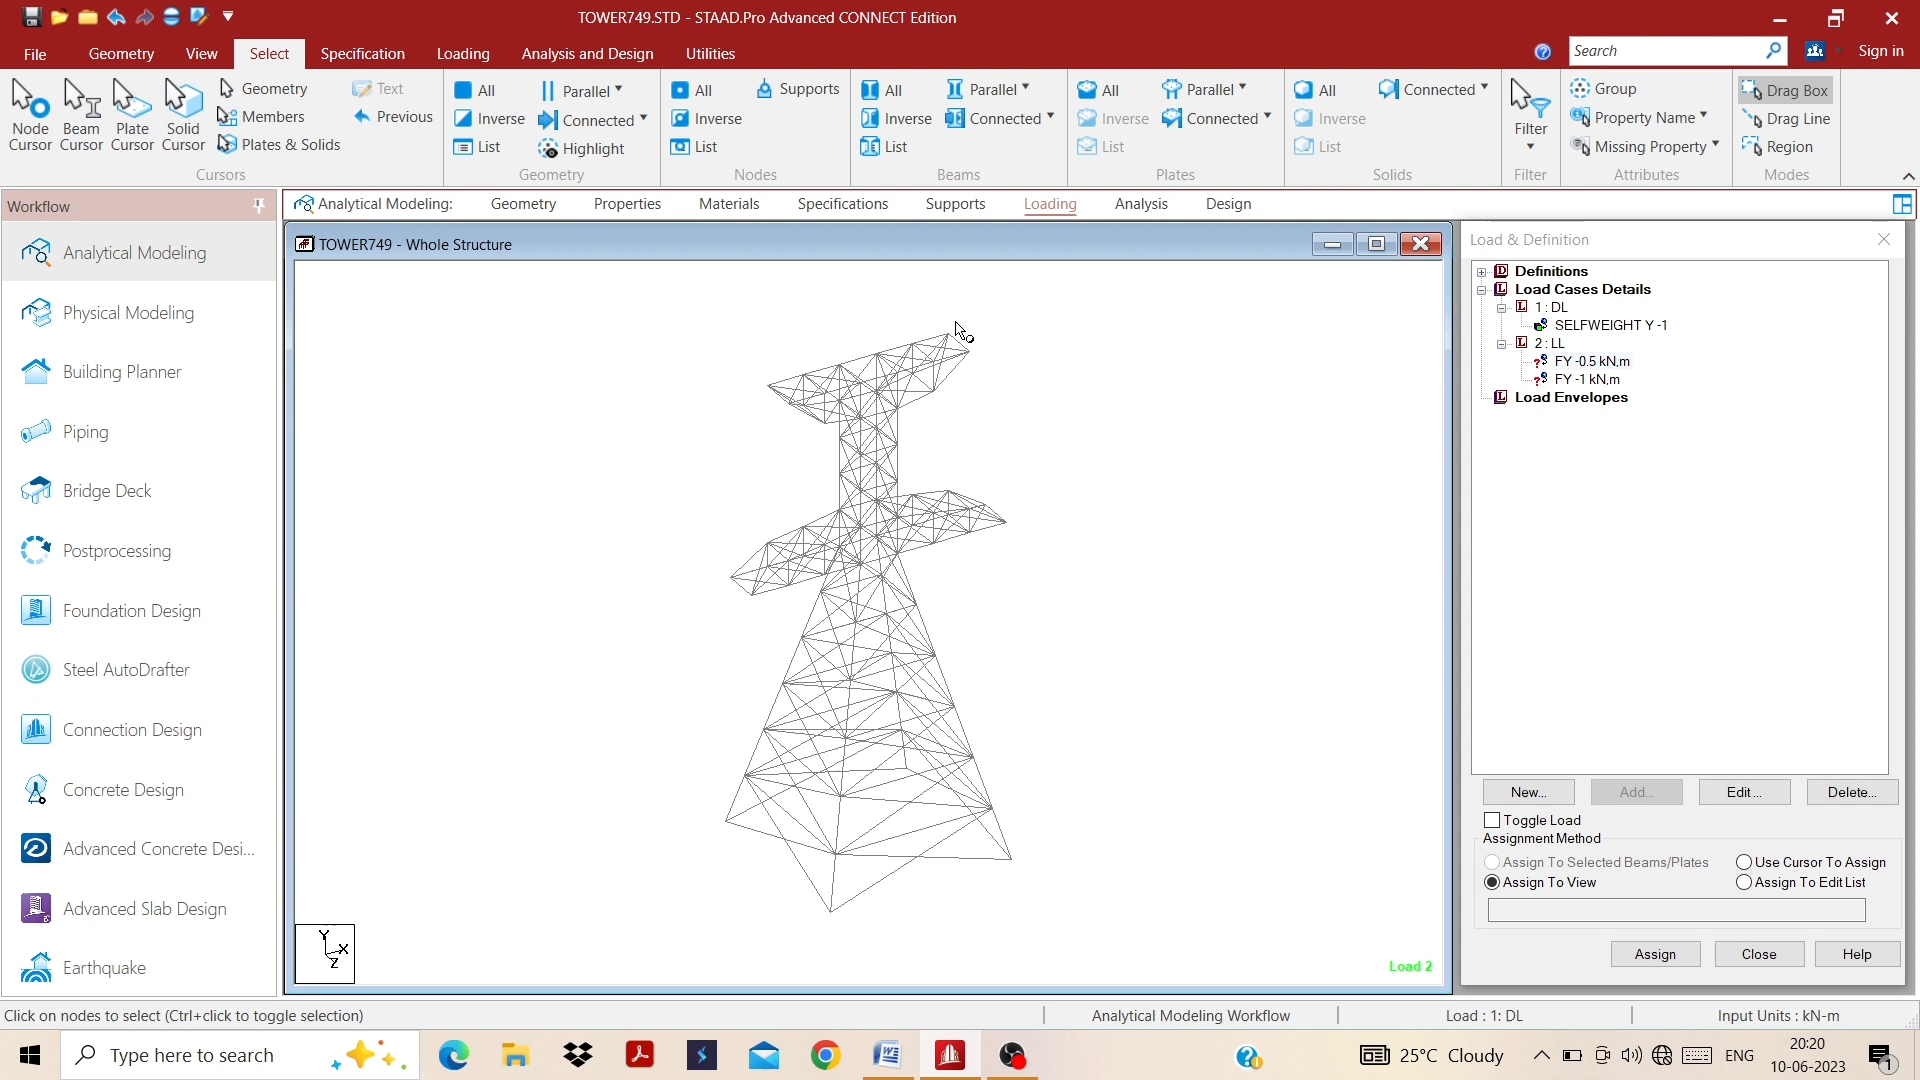 TOWER749.STD - STAAD.Pro Advanced CONNECT Edition
File Geometry View Select Specification Loading Analysis and Design Utilities Search Sign in
Node Cursor
Beam Cursor
Plate Cursor
Solid Cursor
Geometry
Members
Plates & Solids
Text
Previous
Cursors
All
Inverse
List
Parallel
Connected
Highlight
Geometry
All
Inverse
List
Supports
Nodes
All
Inverse
List
Parallel
Connected
Beams
All
Inverse
List
Parallel
Connected
Plates
All
Inverse
List
Connected
Solids
Filter
Filter
Group
Property Name
Missing Property
Attributes
Drag Box
Drag Line
Region
Modes
Workflow
Analytical Modeling
Physical Modeling
Building Planner
Piping
Bridge Deck
Postprocessing
Foundation Design
Steel AutoDrafter
Connection Design
Concrete Design
Advanced Concrete Desi...
Advanced Slab Design
Earthquake
Analytical Modeling: Geometry Properties Materials Specifications Supports Loading Analysis Design
TOWER749 - Whole Structure
Y
X
Z
Load 2
Load & Definition
D Definitions
L Load Cases Details
L 1 : DL
SELFWEIGHT Y -1
L 2 : LL
FY -0.5 kN,m
FY -1 kN,m
L Load Envelopes
New... Add... Edit... Delete...
Toggle Load
Assignment Method
Assign To Selected Beams/Plates Use Cursor To Assign
Assign To View Assign To Edit List
Assign Close Help
Click on nodes to select (Ctrl+click to toggle selection) Analytical Modeling Workflow Load : 1: DL Input Units : kN-m
Type here to search
25°C Cloudy
ENG
20:20
10-06-2023
1